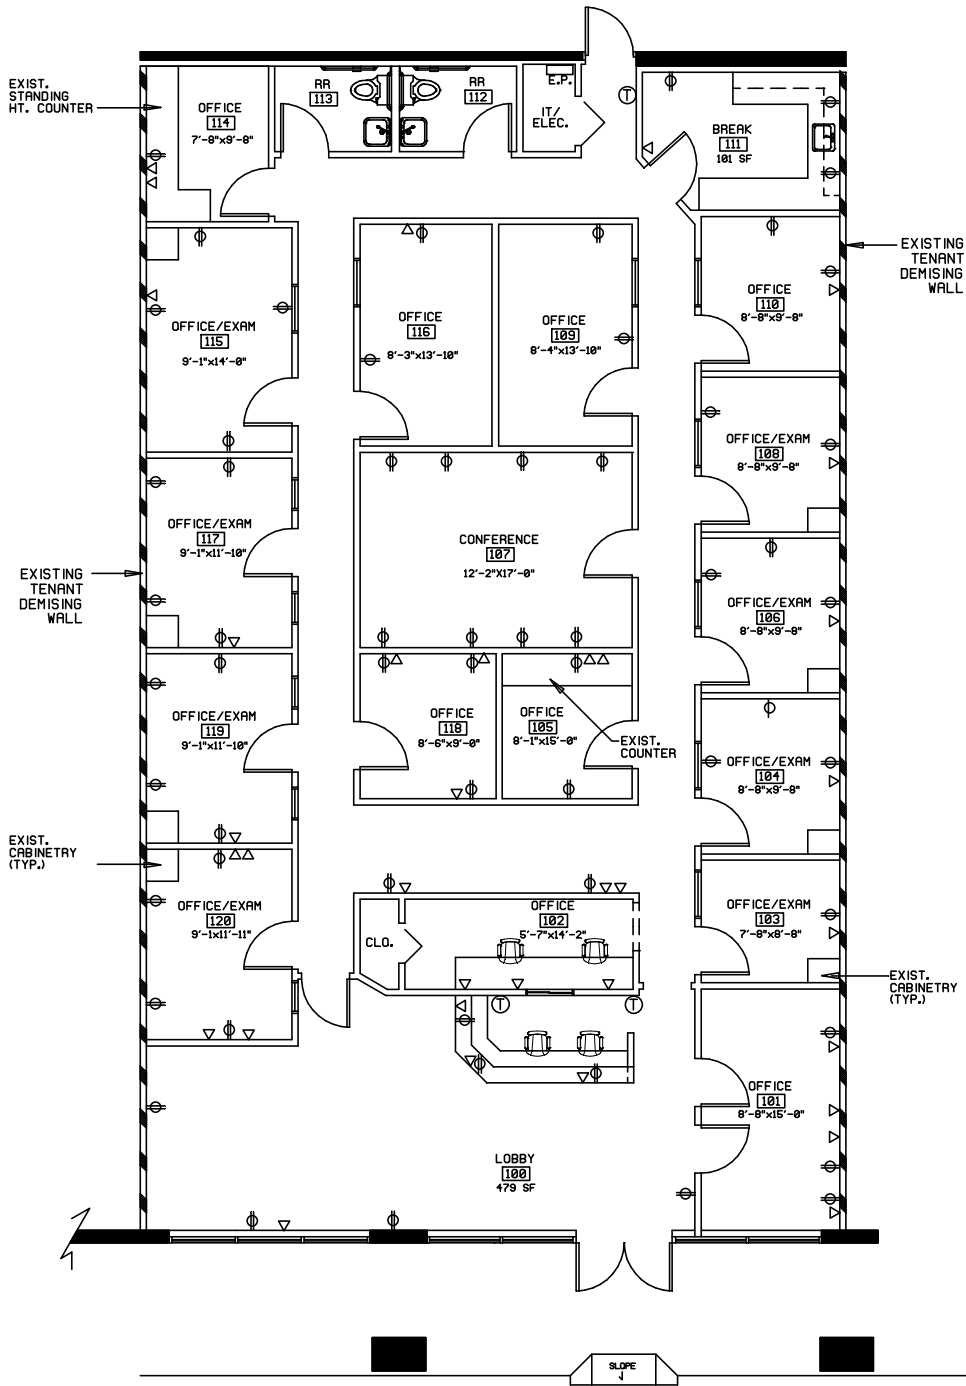 EXIST.
STANDING
HT. COUNTER
OFFICE
114
7'-8"x9'-8"
RR
113
RR
112
E.P.
IT/
ELEC.
T
BREAK
111
101 SF
EXISTING
TENANT
DEMISING
WALL
OFFICE
110
8'-8"x9'-8"
OFFICE/EXAM
115
9'-1"x14'-0"
OFFICE
116
8'-3"x13'-10"
OFFICE
109
8'-4"x13'-10"
OFFICE/EXAM
108
8'-8"x9'-8"
OFFICE/EXAM
117
9'-1"x11'-10"
CONFERENCE
107
12'-2"X17'-0"
EXISTING
TENANT
DEMISING
WALL
OFFICE/EXAM
106
8'-8"x9'-8"
OFFICE/EXAM
119
9'-1"x11'-10"
OFFICE
118
8'-6"x9'-0"
OFFICE
105
8'-1"x15'-0"
EXIST.
COUNTER
OFFICE/EXAM
104
8'-8"x9'-8"
EXIST.
CABINETRY
(TYP.)
OFFICE/EXAM
120
9'-1x11'-11"
CLO.
OFFICE
102
5'-7"x14'-2"
OFFICE/EXAM
103
7'-8"x8'-8"
EXIST.
CABINETRY
(TYP.)
T
T
OFFICE
101
8'-8"x15'-0"
LOBBY
100
479 SF
SLOPE